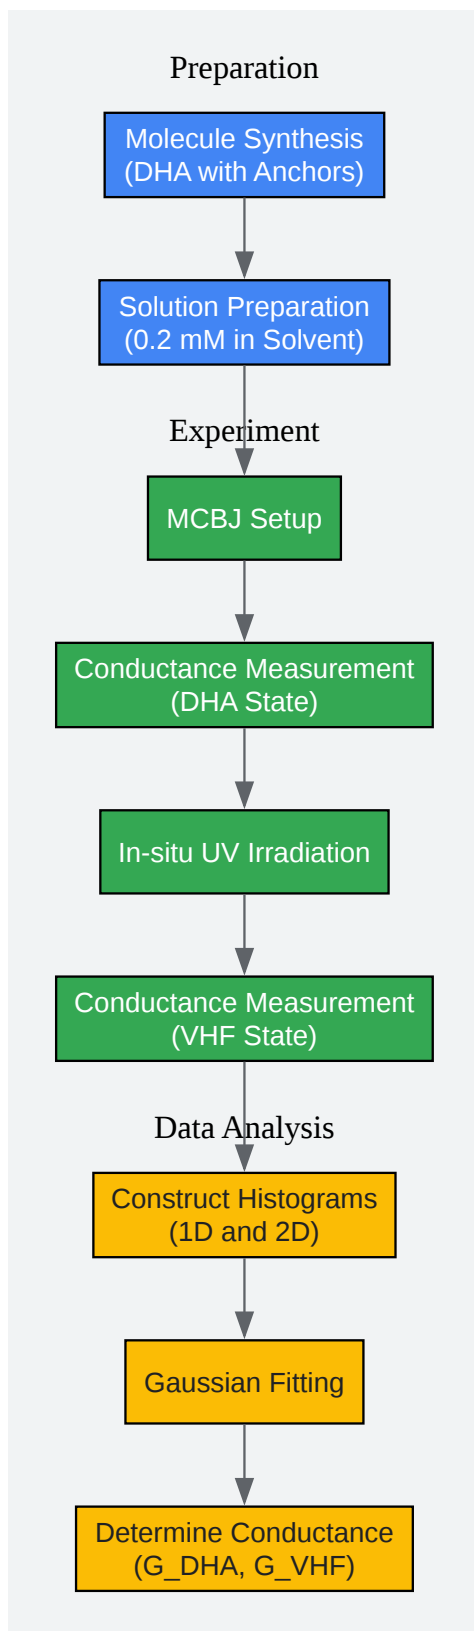 Preparation
Molecule Synthesis
(DHA with Anchors)
Solution Preparation
(0.2 mM in Solvent)
Experiment
MCBJ Setup
Conductance Measurement
(DHA State)
In-situ UV Irradiation
Conductance Measurement
(VHF State)
Data Analysis
Construct Histograms
(1D and 2D)
Gaussian Fitting
Determine Conductance
(G_DHA, G_VHF)